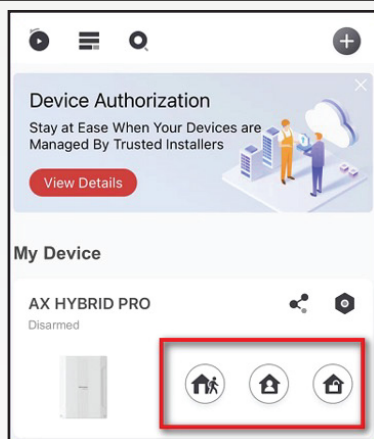 Device Authorization
Stay at Ease When Your Devices are
Managed By Trusted Installers
View Details
My Device
AX HYBRID PRO
Disarmed